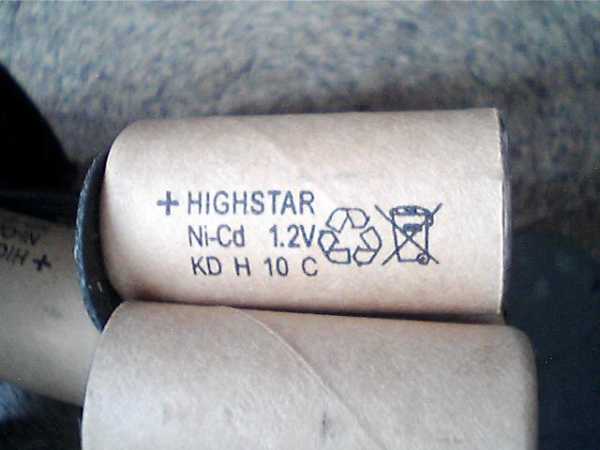 + HIGHSTAR
Ni-Cd 1.2V
KD H 10 C